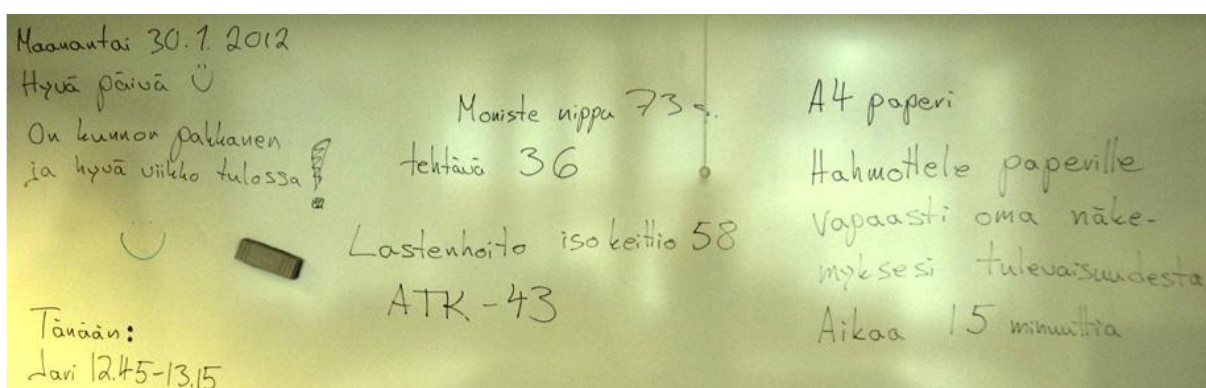 Maanantai 30.1.2012
Hyvä päivä
On kunnon pakkanen
ja hyvä viikko tulossa!
Tänään:
Jari 12.45-13.15
Moniste nippu 73 s.
tehtävä 36
Lastenhoito iso keittio 58
ATK - 43
A4 paperi
Hahmottele paperille
vapaasti oma näke-
myksesi tulevaisuudesta
Aikaa 15 minuuttia